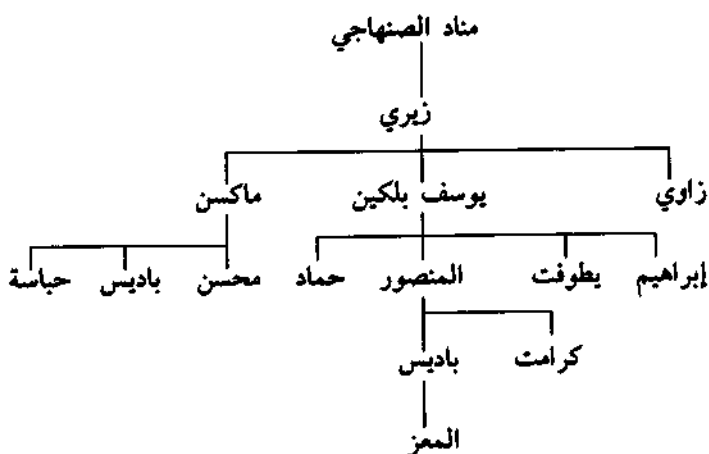 مناد الصنهاجي
زيري
زاوي يوسف بلكين ماكسن
إبراهيم يطوفت المنصور حماد محسن باديس حباسة
كرامت باديس
المعز